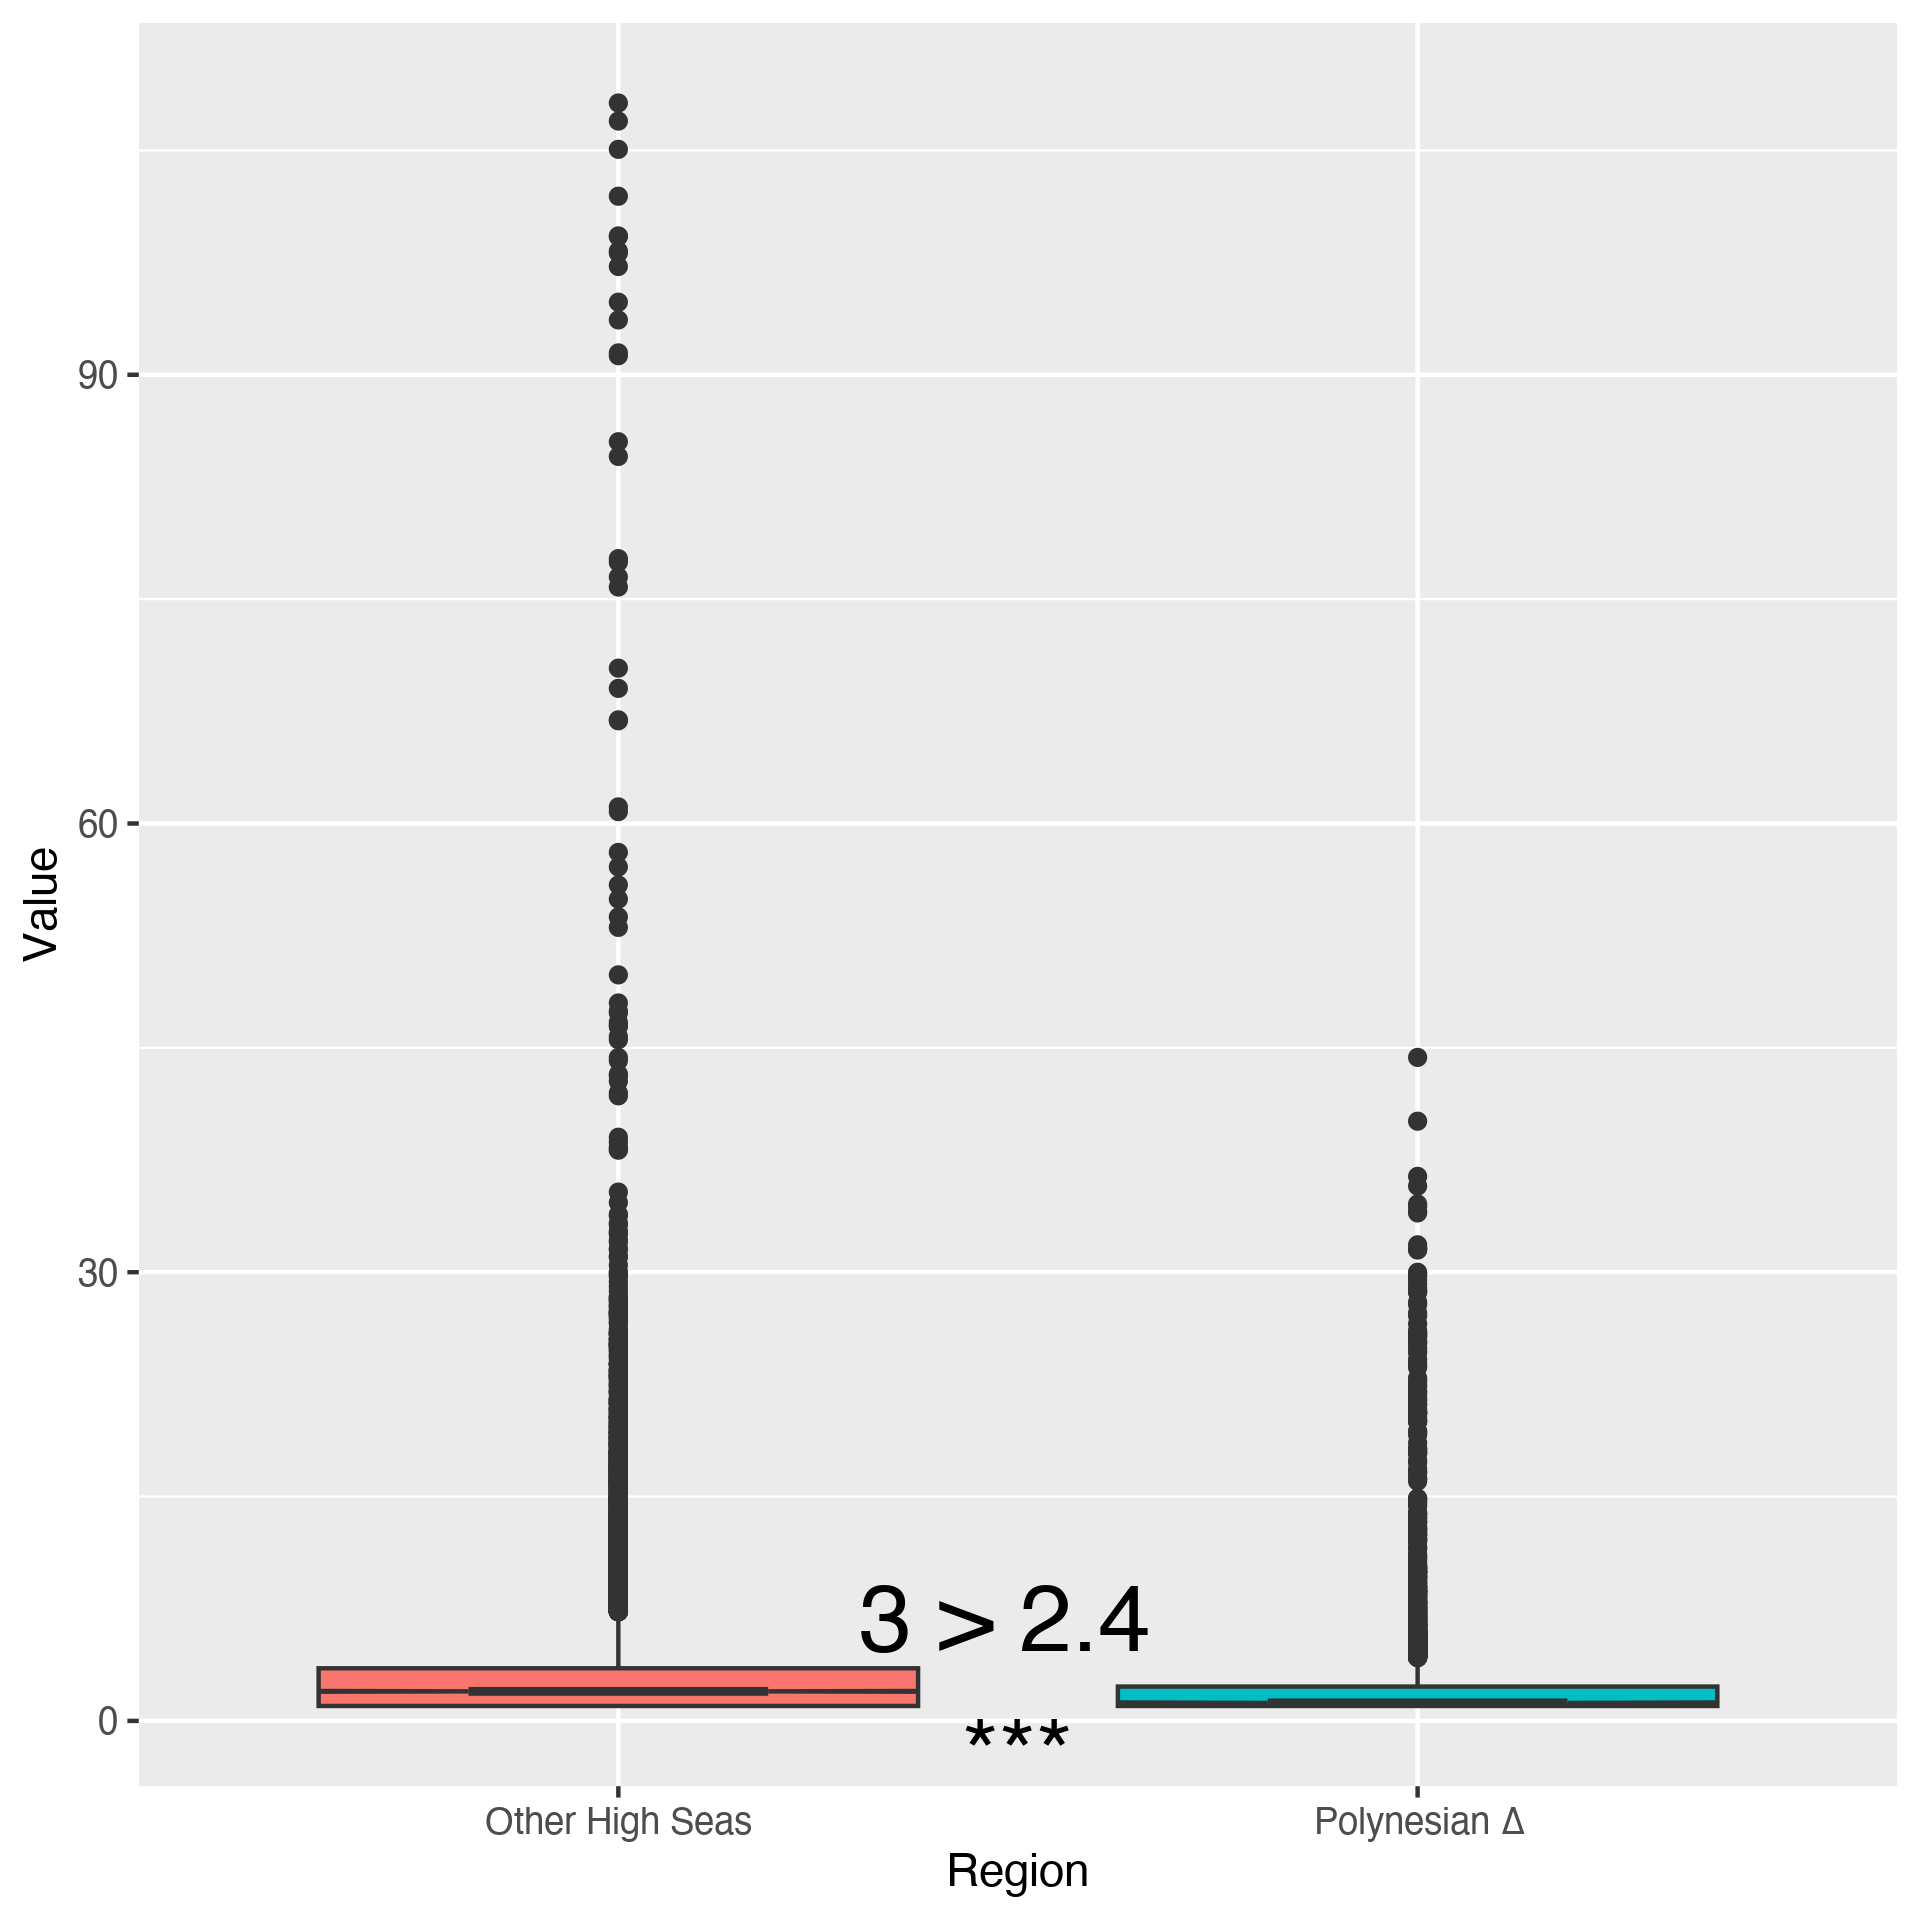 90
60
30
0
Value
3 > 2.4
***
Other High Seas
Polynesian Δ
Region